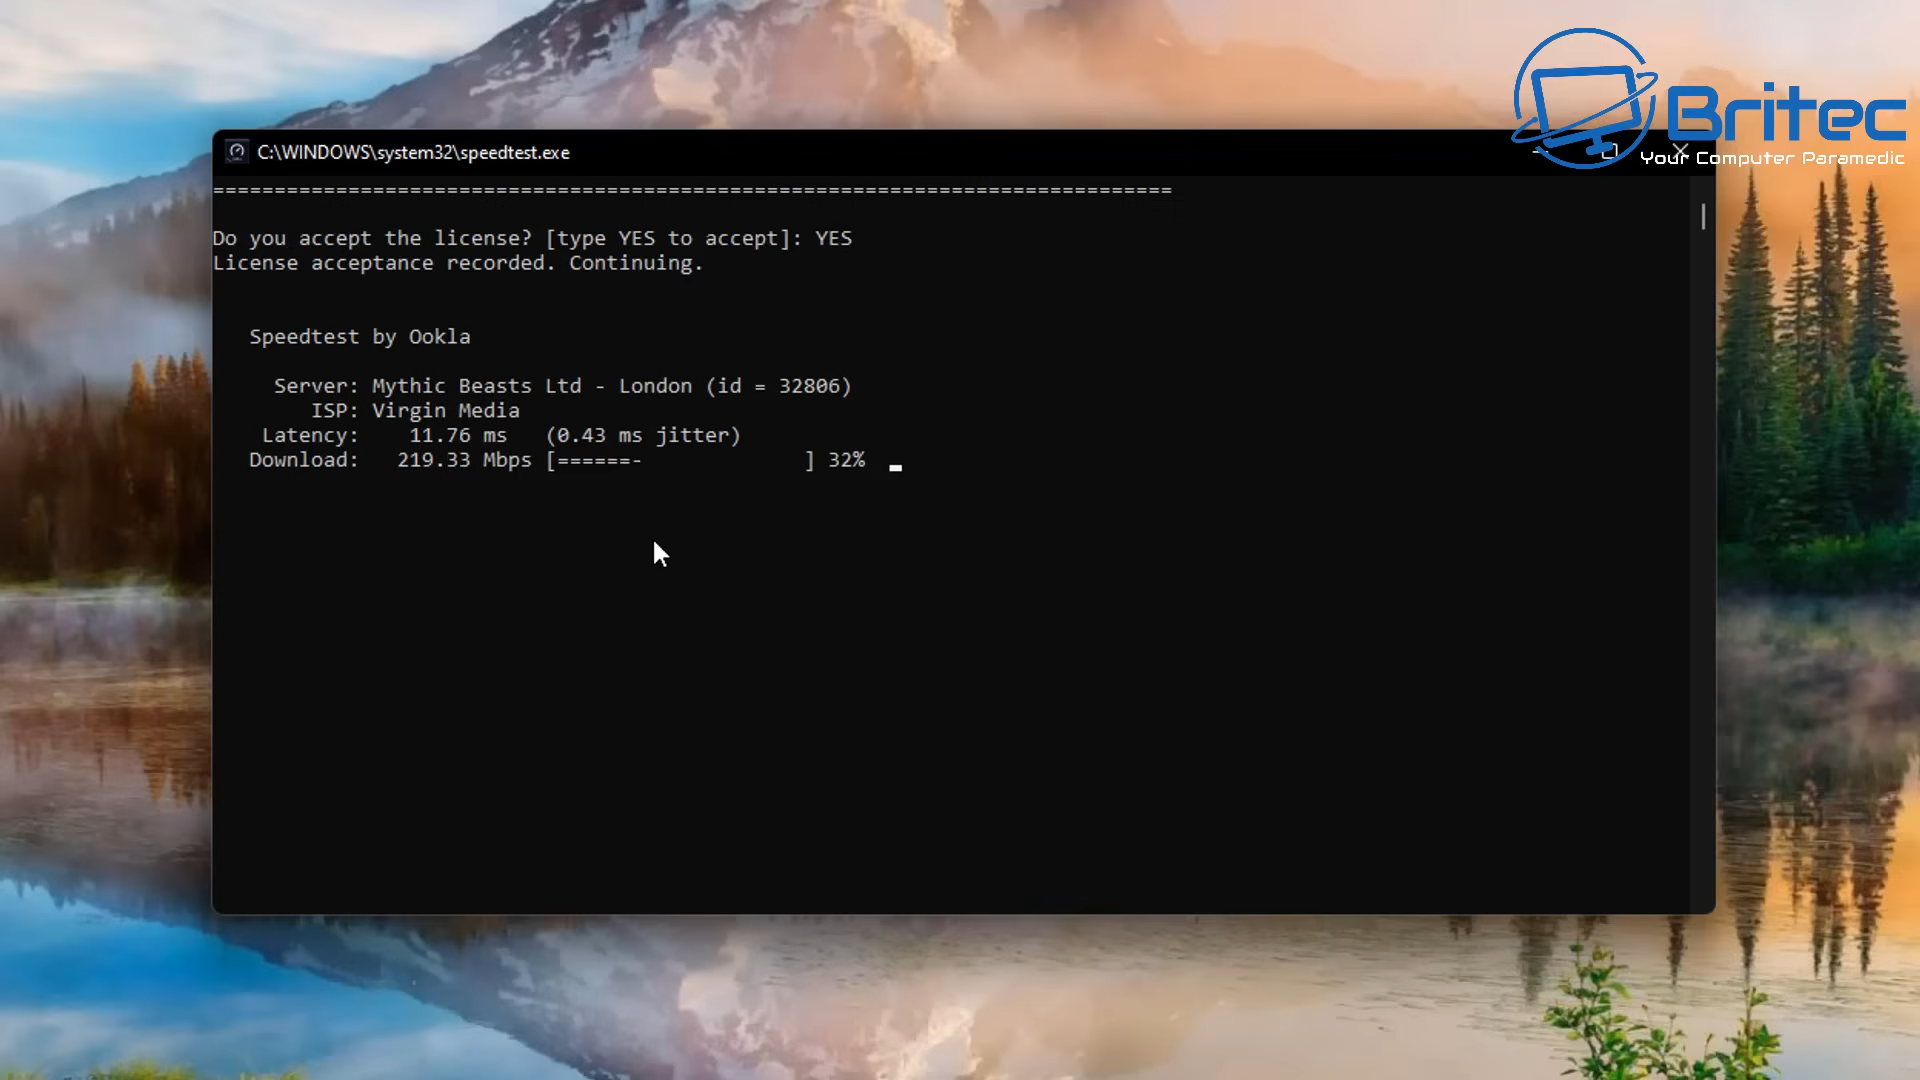 Britec
Your Computer Paramedic
C:\WINDOWS\system32\speedtest.exe
==============================================================================
Do you accept the license? [type YES to accept]: YES
License acceptance recorded. Continuing.
Speedtest by Ookla
Server: Mythic Beasts Ltd - London (id = 32806)
ISP: Virgin Media
Latency: 11.76 ms (0.43 ms jitter)
Download: 219.33 Mbps [======- ] 32%